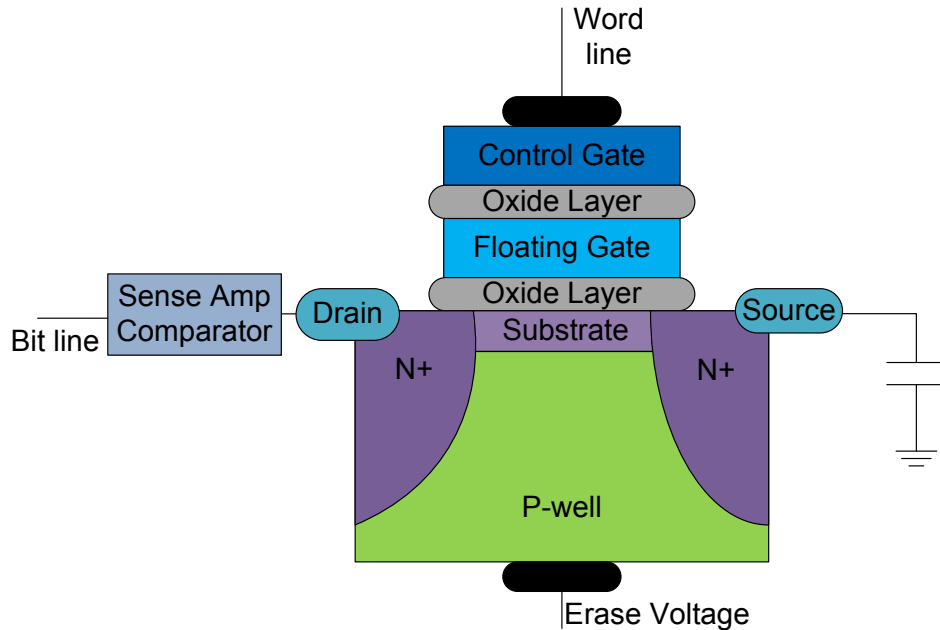 Word
line
Control Gate
Oxide Layer
Floating Gate
Oxide Layer
Sense Amp
Comparator
Drain
Source
Bit line
Substrate
N+
N+
P-well
Erase Voltage